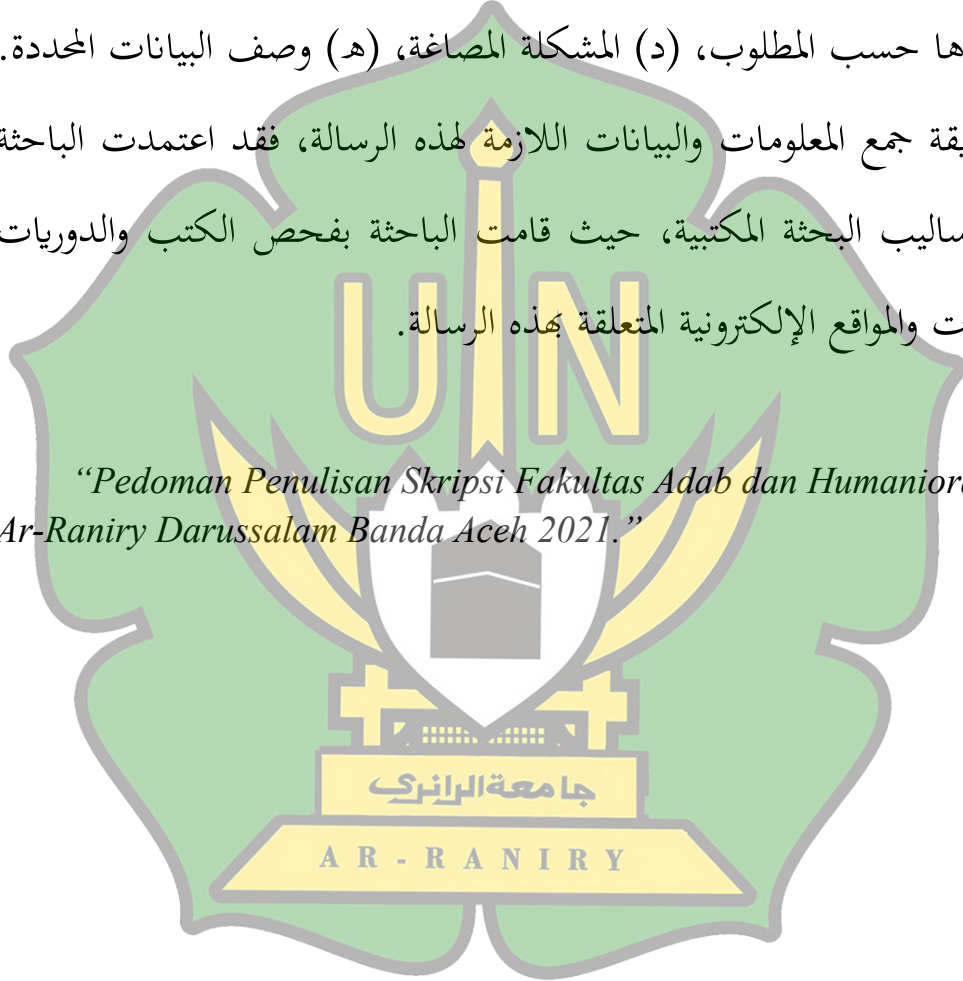 ها حسب المطلوب، (د) المشكلة المصاغة، (ه) وصف البيانات المحددة.
يقة جمع المعلومات والبيانات اللازمة لهذه الرسالة، فقد اعتمدت الباحثة
ساليب البحثة المكتبية، حيث قامت الباحثة بفحص الكتب والدوريات
ت والمواقع الإلكترونية المتعلقة بهذه الرسالة.
UIN
“Pedoman Penulisan Skripsi Fakultas Adab dan Humaniora
Ar-Raniry Darussalam Banda Aceh 2021.”
جامعة الرانري
AR-RANIRY